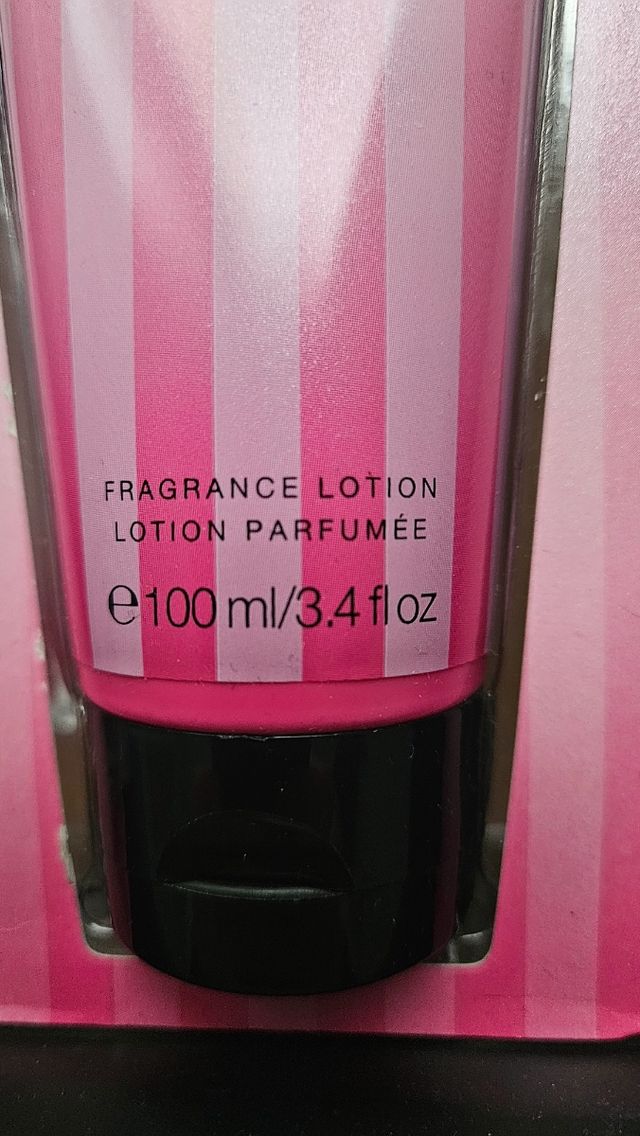 FRAGRANCE LOTION
LOTION PARFUMÉE
℮100 ml/3.4 fl oz